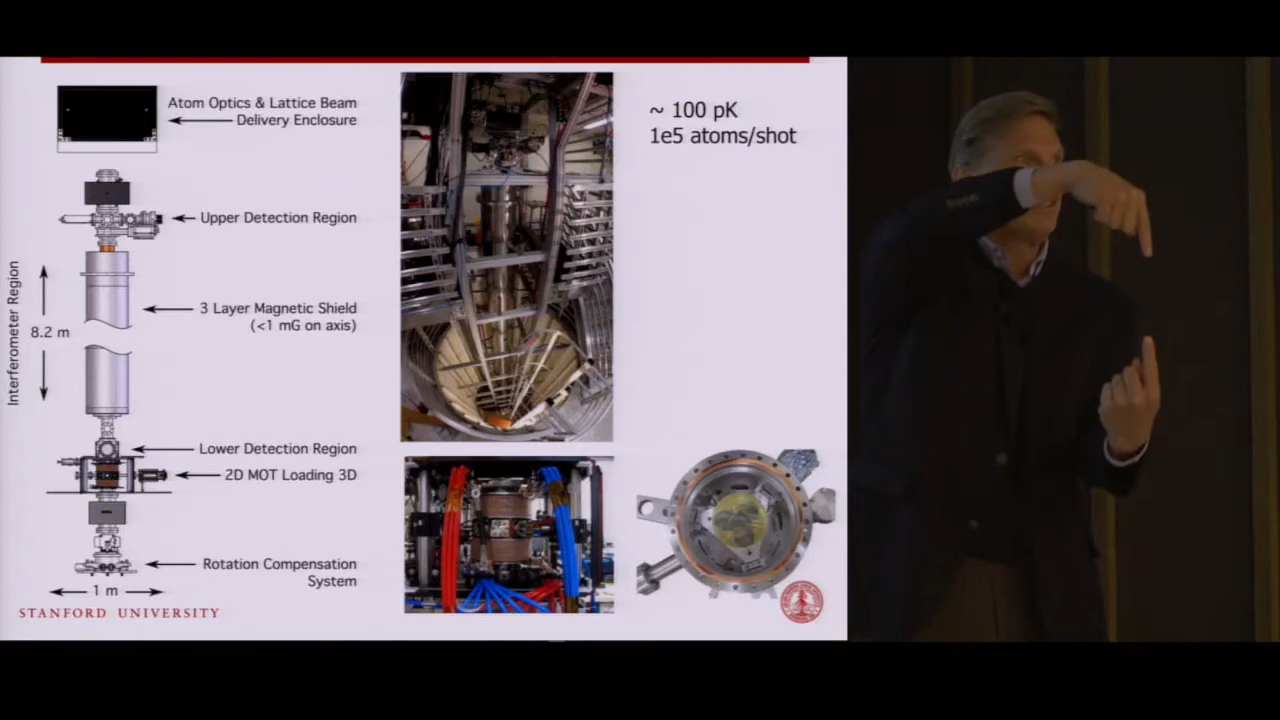 Atom Optics & Lattice Beam
Delivery Enclosure
Upper Detection Region
3 Layer Magnetic Shield
(<1 mG on axis)
Interferometer Region
8.2 m
Lower Detection Region
2D MOT Loading 3D
Rotation Compensation
System
1 m
STANFORD UNIVERSITY
~ 100 pK
1e5 atoms/shot